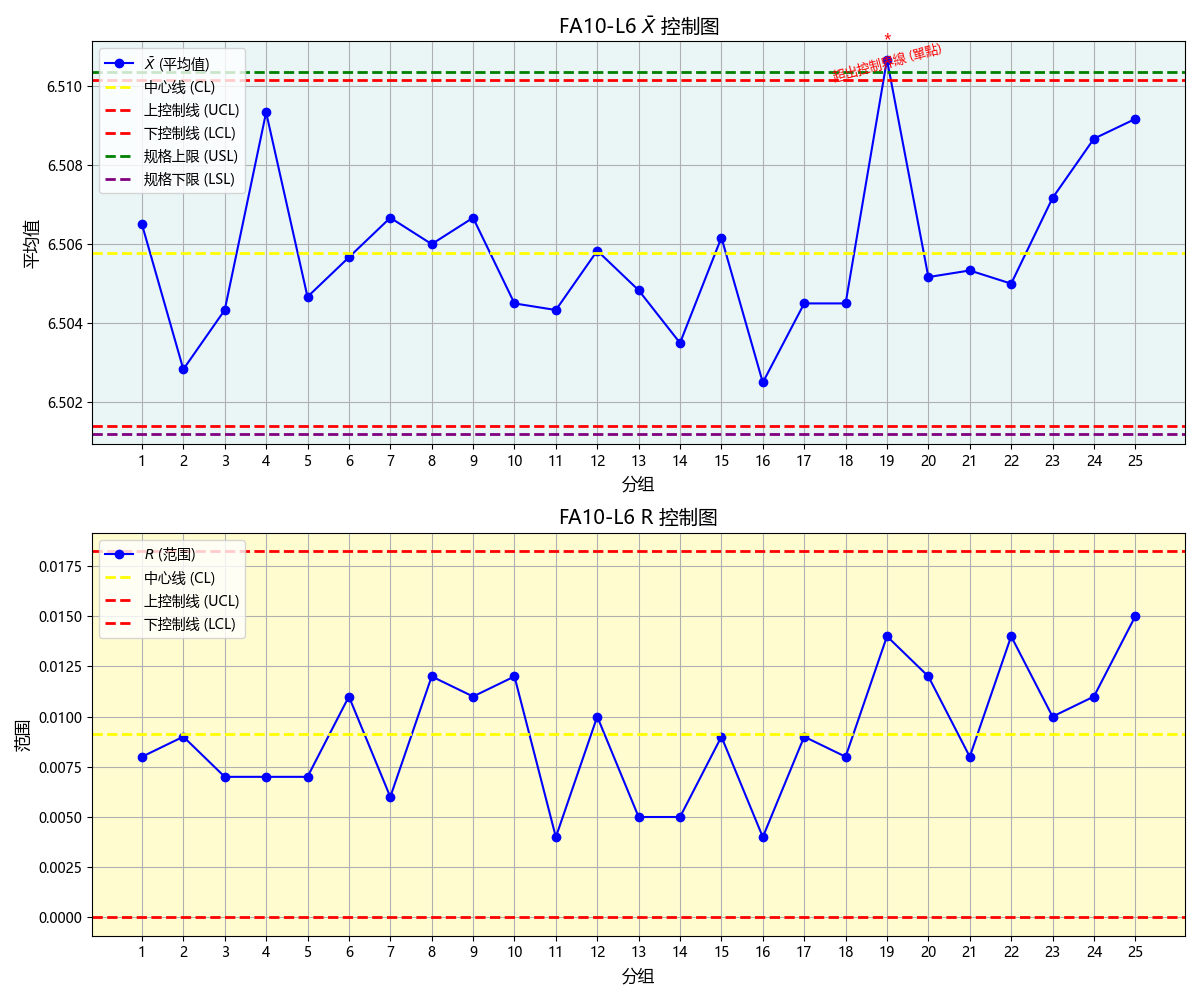 FA10-L6 X̄ 控制图
*
超出控制界線 (單點)
X̄ (平均值)
中心线 (CL)
上控制线 (UCL)
下控制线 (LCL)
规格上限 (USL)
规格下限 (LSL)
平均值
6.510
6.508
6.506
6.504
6.502
1 2 3 4 5 6 7 8 9 10 11 12 13 14 15 16 17 18 19 20 21 22 23 24 25
分组
FA10-L6 R 控制图
R (范围)
中心线 (CL)
上控制线 (UCL)
下控制线 (LCL)
范围
0.0175
0.0150
0.0125
0.0100
0.0075
0.0050
0.0025
0.0000
1 2 3 4 5 6 7 8 9 10 11 12 13 14 15 16 17 18 19 20 21 22 23 24 25
分组